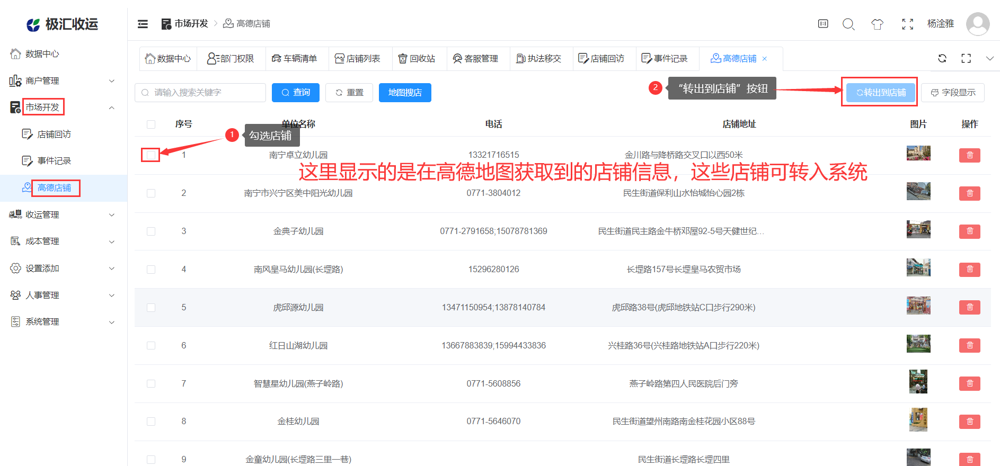 极汇收运
市场开发 高德店铺
杨淦雅
数据中心
商户管理
市场开发
店铺回访
事件记录
高德店铺
收运管理
成本管理
设置添加
人事管理
系统管理
数据中心 部门权限 车辆清单 店铺列表 回收站 客服管理 执法移交 店铺回访 事件记录 高德店铺 ×
请输入搜索关键字 查询 重置 地图搜店 2 “转出到店铺”按钮 转出到店铺 字段显示
序号 单位名称 电话 店铺地址 图片 操作
1 勾选店铺
1 南宁卓立幼儿园 13321716515 金川路与降桥路交叉口以西50米
这里显示的是在高德地图获取到的店铺信息，这些店铺可转入系统
2 南宁市兴宁区美中阳光幼儿园 0771-3804012 民生街道保利山水怡城怡心园2栋
3 金典子幼儿园 0771-2791658;15078781369 民生街道民主路金牛桥邓屋92-5号天健世纪...
4 南风皇马幼儿园(长堽路) 15296280126 长堽路157号长堽皇马农贸市场
5 虎邱源幼儿园 13471150954;13878140784 虎邱路38号(虎邱地铁站C口步行290米)
6 红日山湖幼儿园 13667883839;15994433836 兴桂路36号(兴桂路地铁站A口步行220米)
7 智慧星幼儿园(燕子岭路) 0771-5608856 燕子岭路第四人民医院后门旁
8 金桂幼儿园 0771-5646070 民生街道望州南路南金桂花园小区88号
9 金童幼儿园(长堽路三里一巷) 民生街道长堽路长堽四里